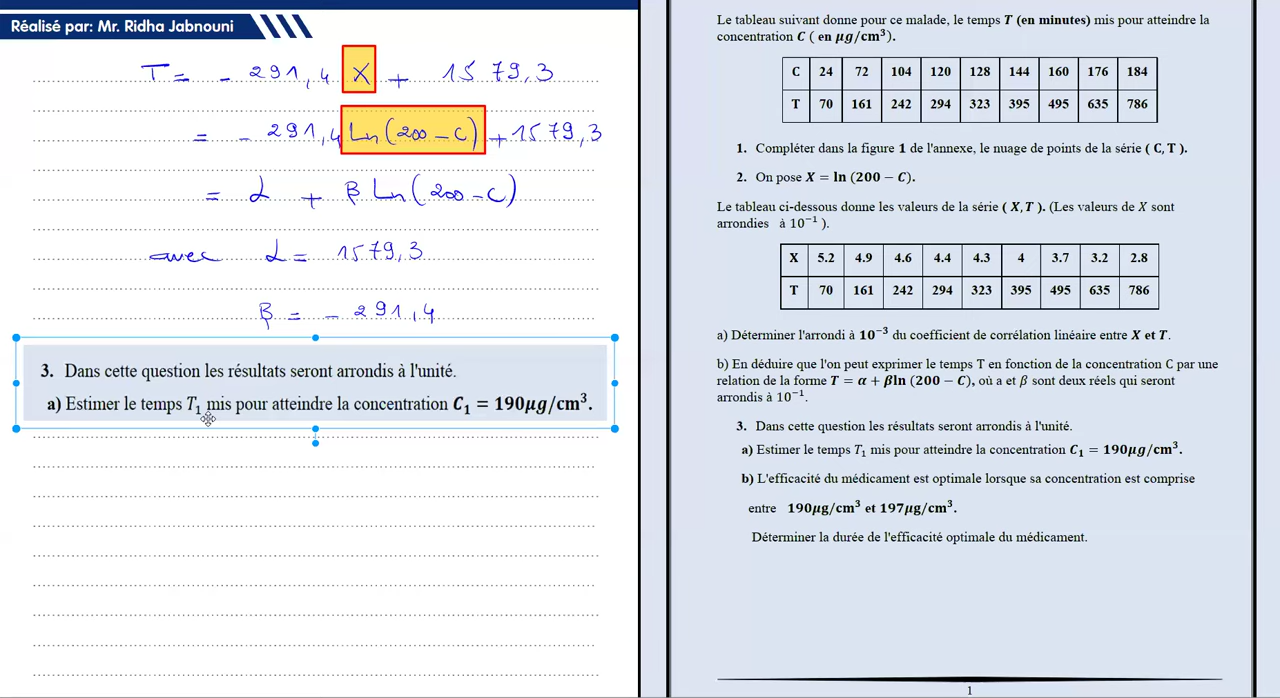 Réalisé par: Mr. Ridha Jabnouni
T = - 291,4 X + 1579,3
= - 291,4 Ln(200-C) + 1579,3
= α + β Ln(200-C)
avec α = 1579,3
β = - 291,4
3. Dans cette question les résultats seront arrondis à l'unité.
a) Estimer le temps T₁ mis pour atteindre la concentration C₁ = 190μg/cm³.
Le tableau suivant donne pour ce malade, le temps T (en minutes) mis pour atteindre la
concentration C ( en μg/cm³).
C 24 72 104 120 128 144 160 176 184
T 70 161 242 294 323 395 495 635 786
1. Compléter dans la figure 1 de l'annexe, le nuage de points de la série ( C, T ).
2. On pose X = ln (200 − C).
Le tableau ci-dessous donne les valeurs de la série ( X, T ). (Les valeurs de X sont
arrondies à 10⁻¹ ).
X 5.2 4.9 4.6 4.4 4.3 4 3.7 3.2 2.8
T 70 161 242 294 323 395 495 635 786
a) Déterminer l'arrondi à 10⁻³ du coefficient de corrélation linéaire entre X et T.
b) En déduire que l'on peut exprimer le temps T en fonction de la concentration C par une
relation de la forme T = α + βln (200 − C), où a et β sont deux réels qui seront
arrondis à 10⁻¹.
3. Dans cette question les résultats seront arrondis à l'unité.
a) Estimer le temps T₁ mis pour atteindre la concentration C₁ = 190μg/cm³.
b) L'efficacité du médicament est optimale lorsque sa concentration est comprise
entre 190μg/cm³ et 197μg/cm³.
Déterminer la durée de l'efficacité optimale du médicament.
1